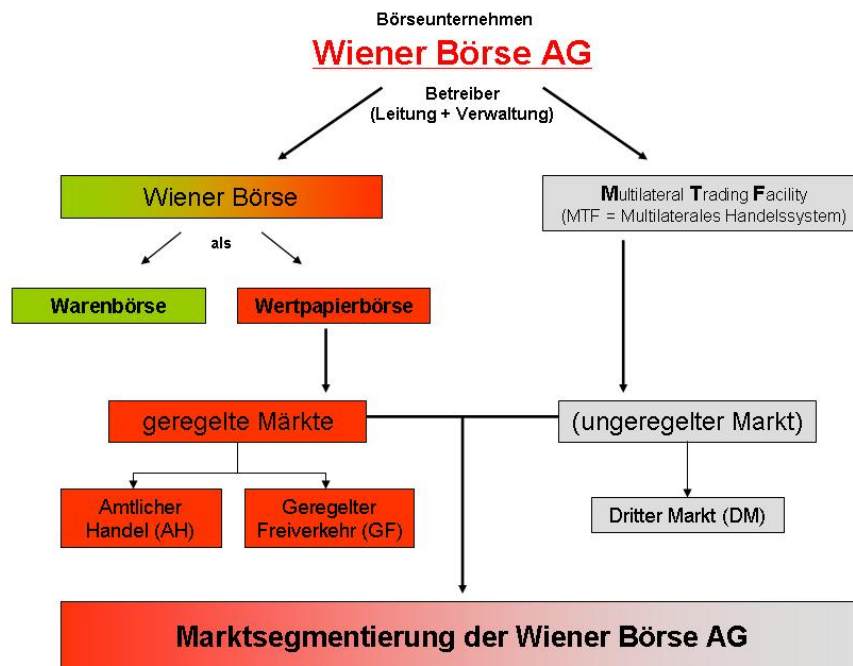 Börseunternehmen
Wiener Börse AG
Betreiber
(Leitung + Verwaltung)
Wiener Börse
Multilateral Trading Facility
(MTF = Multilaterales Handelssystem)
als
Warenbörse
Wertpapierbörse
geregelte Märkte
(ungeregelter Markt)
Amtlicher
Handel (AH)
Geregelter
Freiverkehr (GF)
Dritter Markt (DM)
Marktsegmentierung der Wiener Börse AG